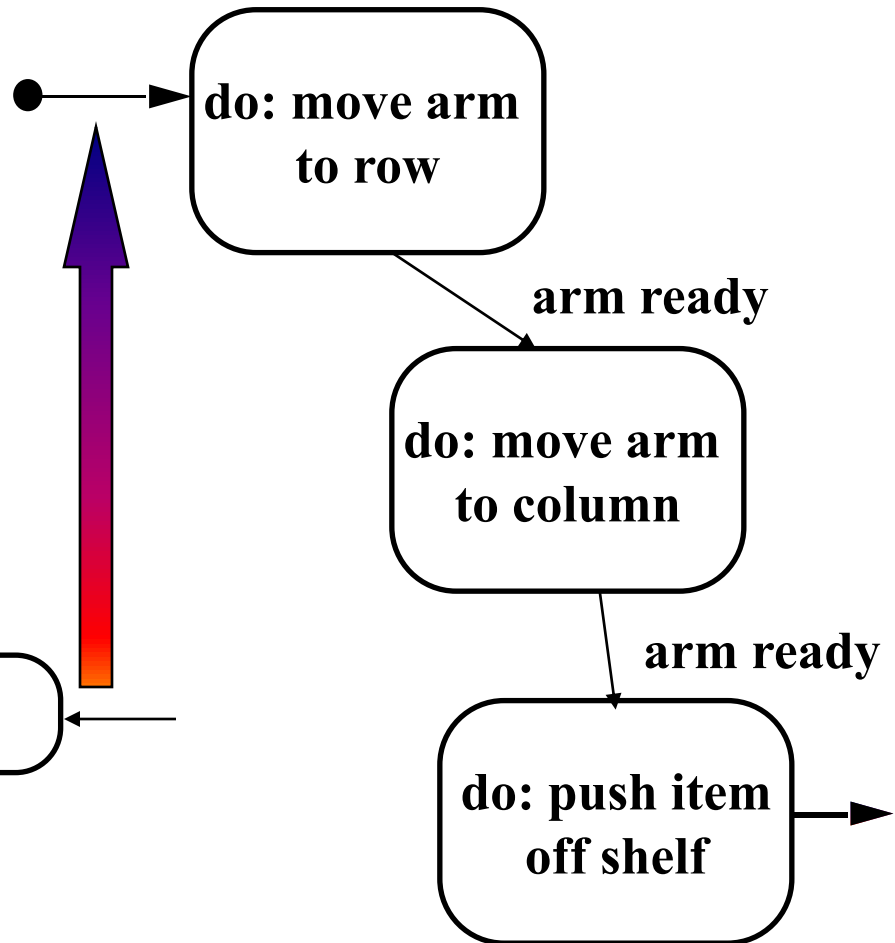 do: move arm
to row
arm ready
do: move arm
to column
arm ready
do: push item
off shelf